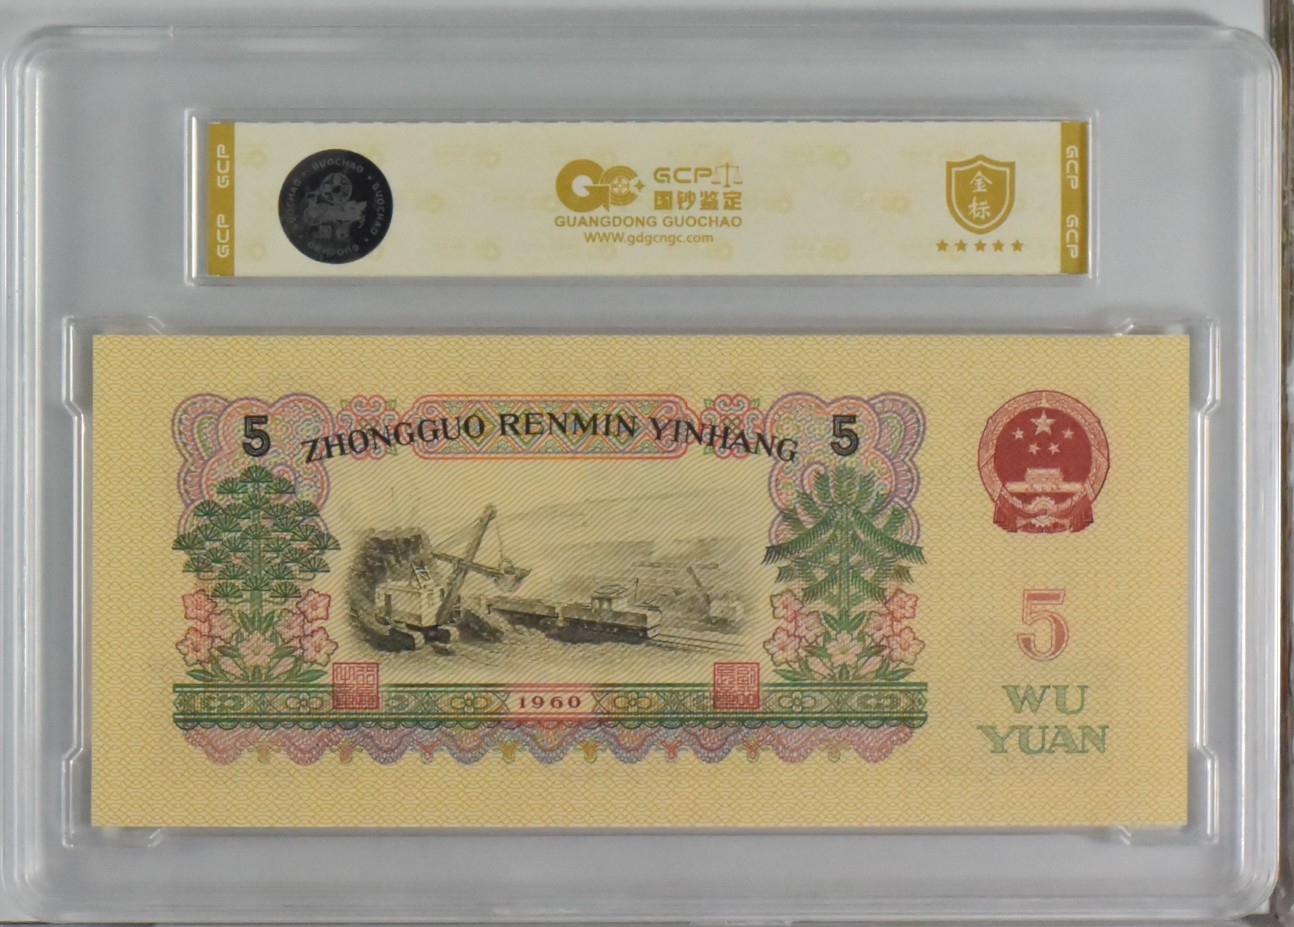 GCP
GCP
GUOCHAO
GCP
国钞鉴定
GUANGDONG GUOCHAO
WWW.gdgcngc.com
金
标
GCP
GCP
5 ZHONGGUO RENMIN YINHANG 5
5
1960
WU
YUAN